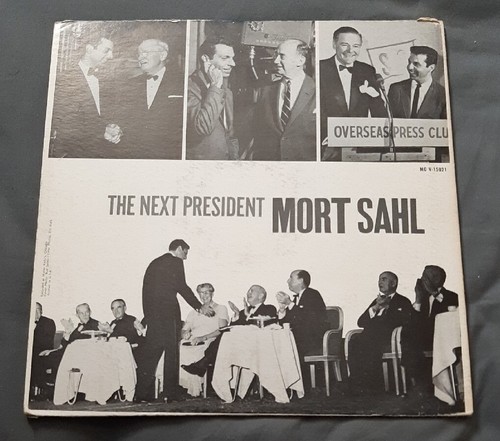 OVERSEAS PRESS CLU
MG V-15021
THE NEXT PRESIDENT MORT SAHL